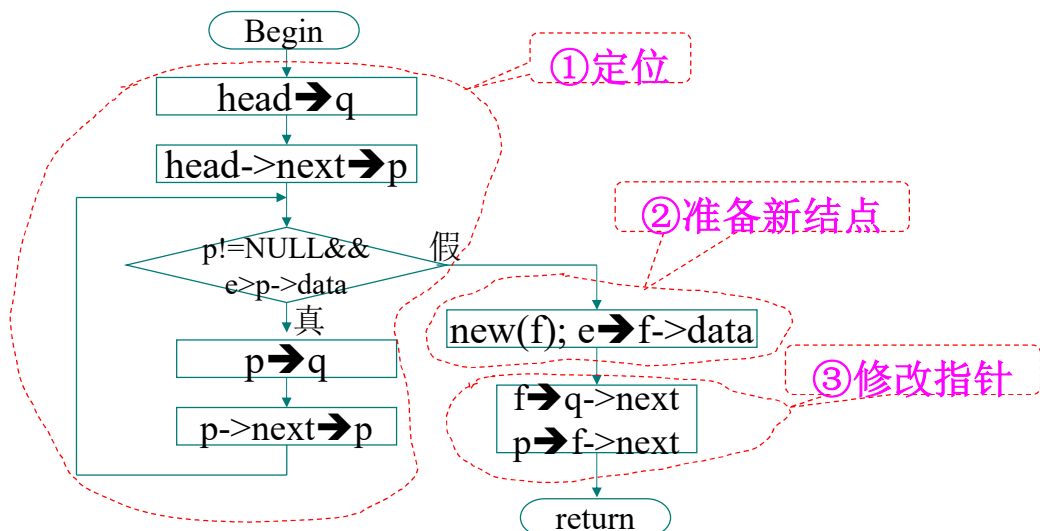 Begin
①定位
head➔q
head->next➔p
②准备新结点
p!=NULL&&
e>p->data
假
真
new(f); e➔f->data
p➔q
③修改指针
f➔q->next
p->next➔p
p➔f->next
return